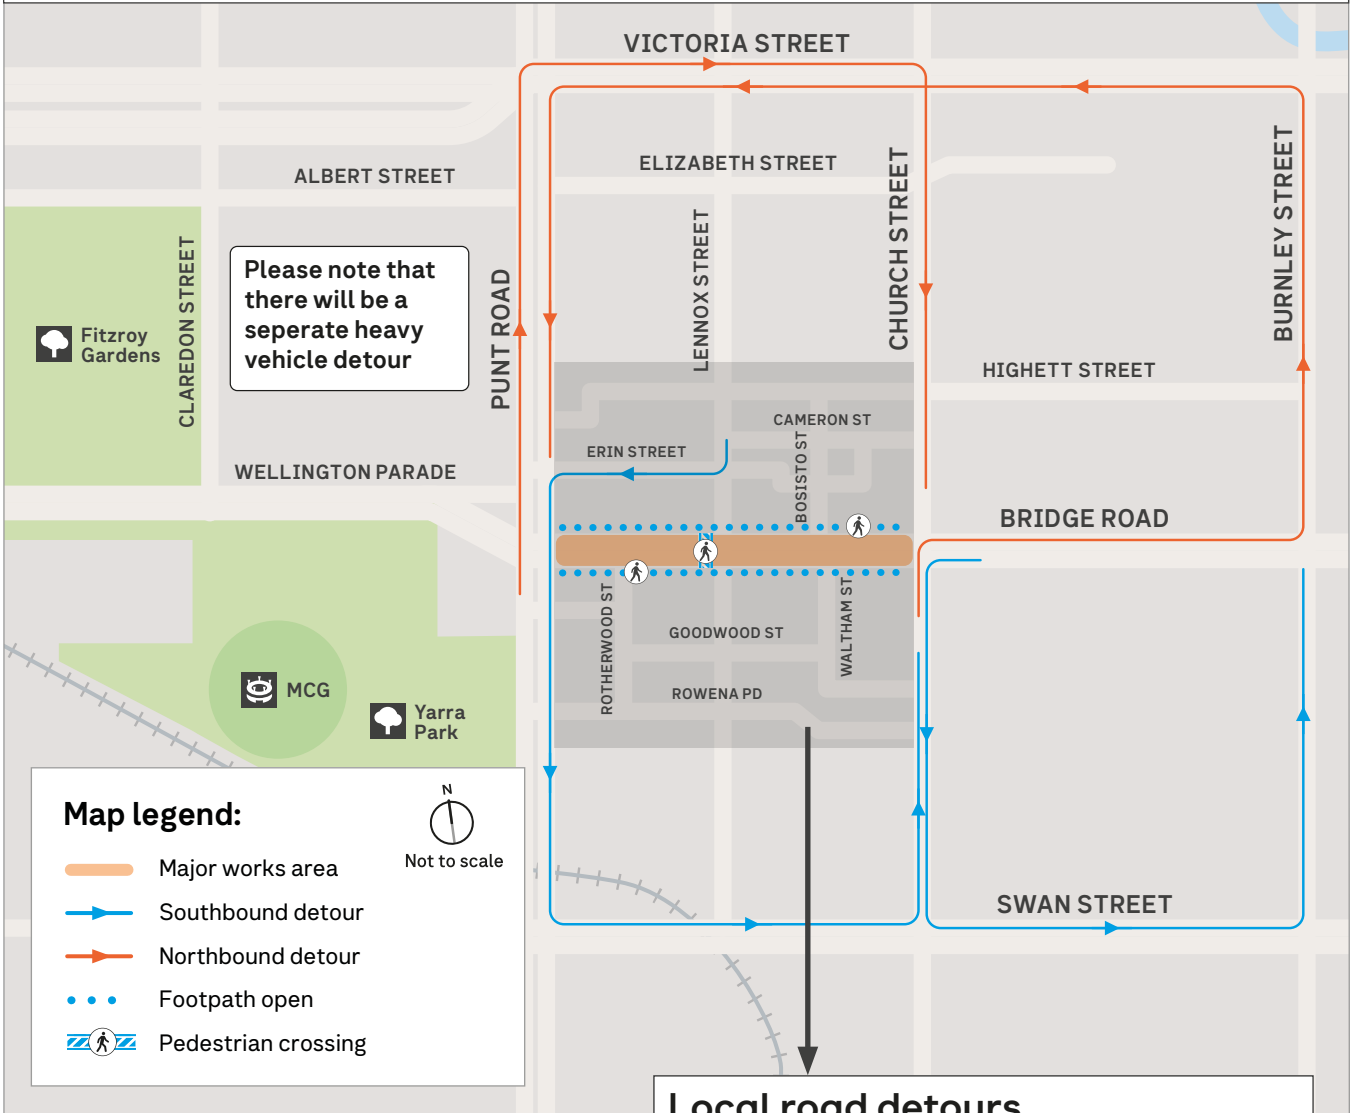 VICTORIA STREET
ELIZABETH STREET
ALBERT STREET
CLAREDON STREET
Please note that
there will be a
seperate heavy
vehicle detour
PUNT ROAD
LENNOX STREET
CHURCH STREET
BURNLEY STREET
Fitzroy
Gardens
HIGHETT STREET
CAMERON ST
ERIN STREET
BOSISTO ST
WELLINGTON PARADE
BRIDGE ROAD
ROTHERWOOD ST
GOODWOOD ST
WALTHAM ST
ROWENA PD
MCG
Yarra
Park
SWAN STREET
Map legend:
N
Not to scale
Major works area
Southbound detour
Northbound detour
Footpath open
Pedestrian crossing
Local road detours